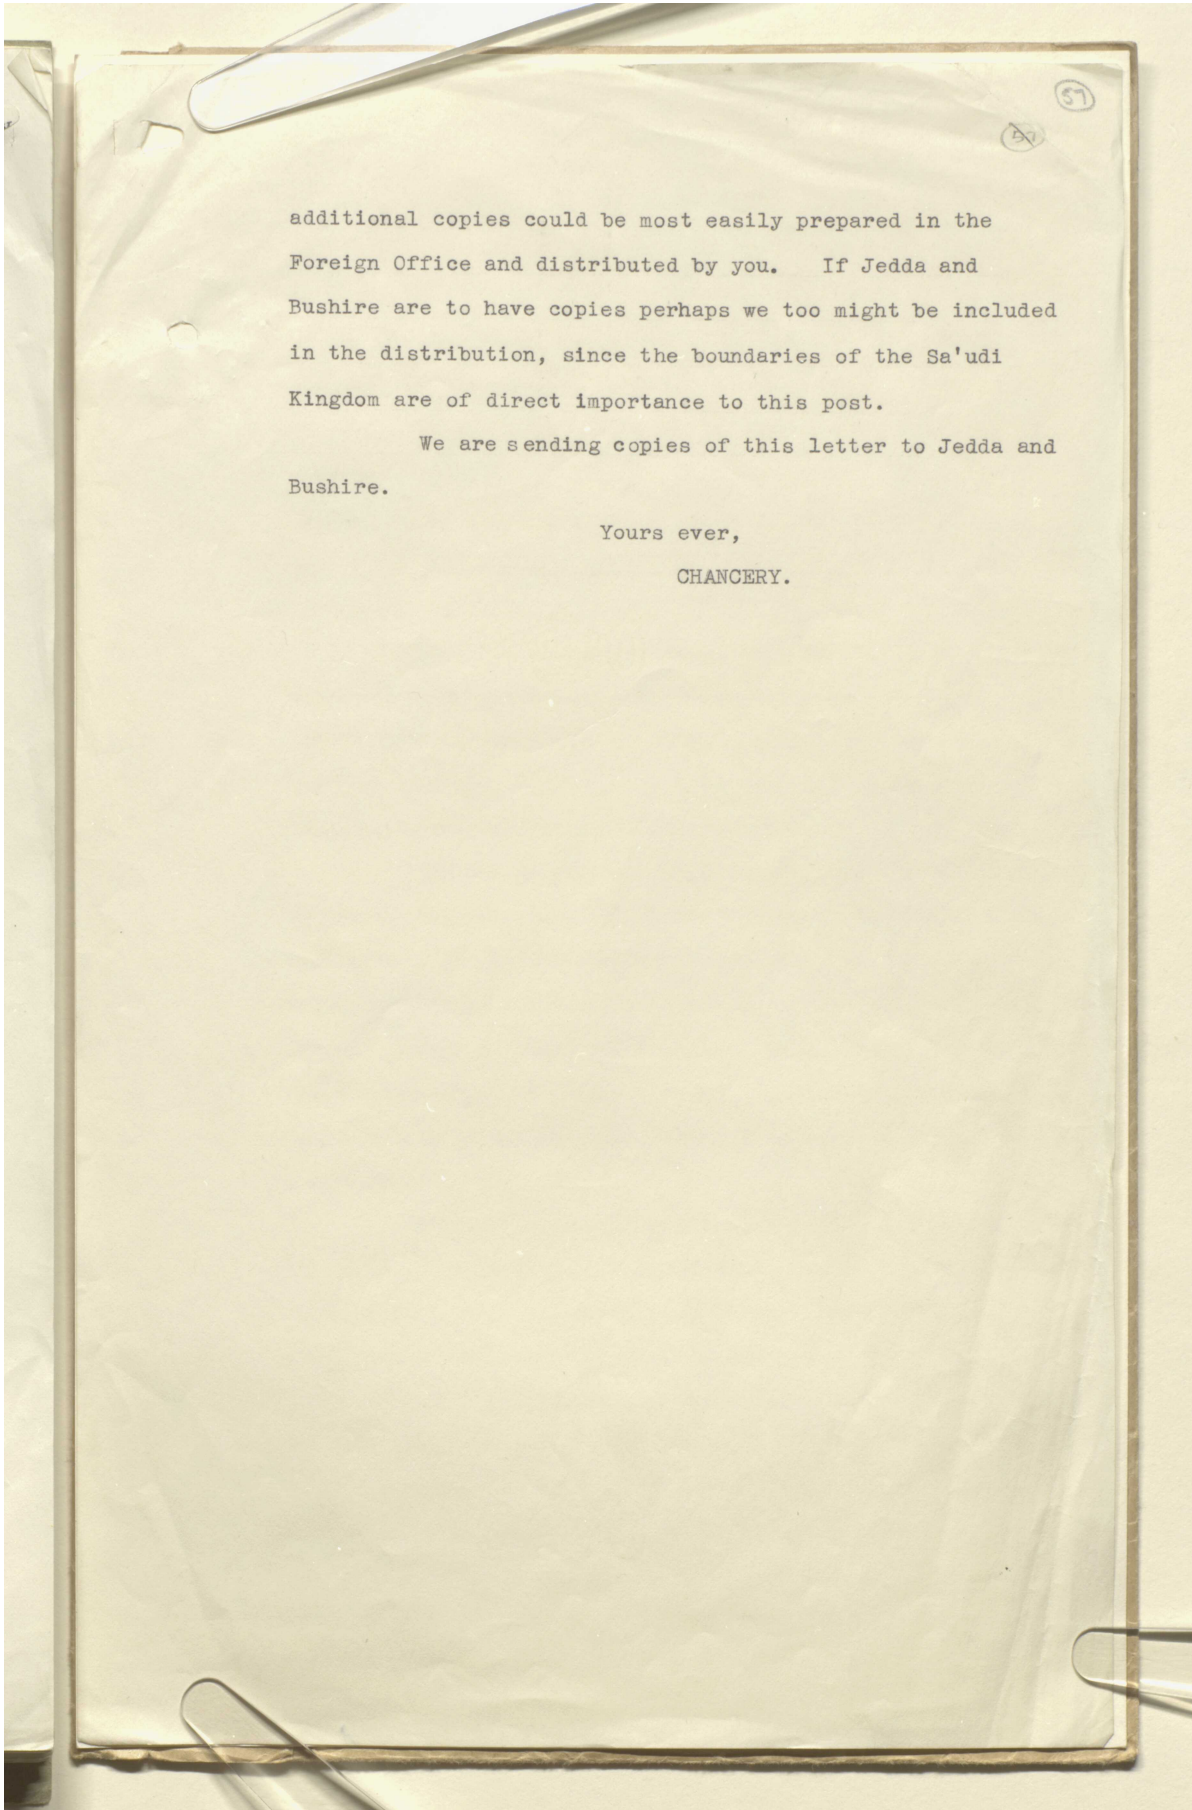 57
additional copies could be most easily prepared in the
Foreign Office and distributed by you. If Jedda and
Bushire are to have copies perhaps we too might be included
in the distribution, since the boundaries of the Sa'udi
Kingdom are of direct importance to this post.
We are sending copies of this letter to Jedda and
Bushire.
Yours ever,
CHANCERY.